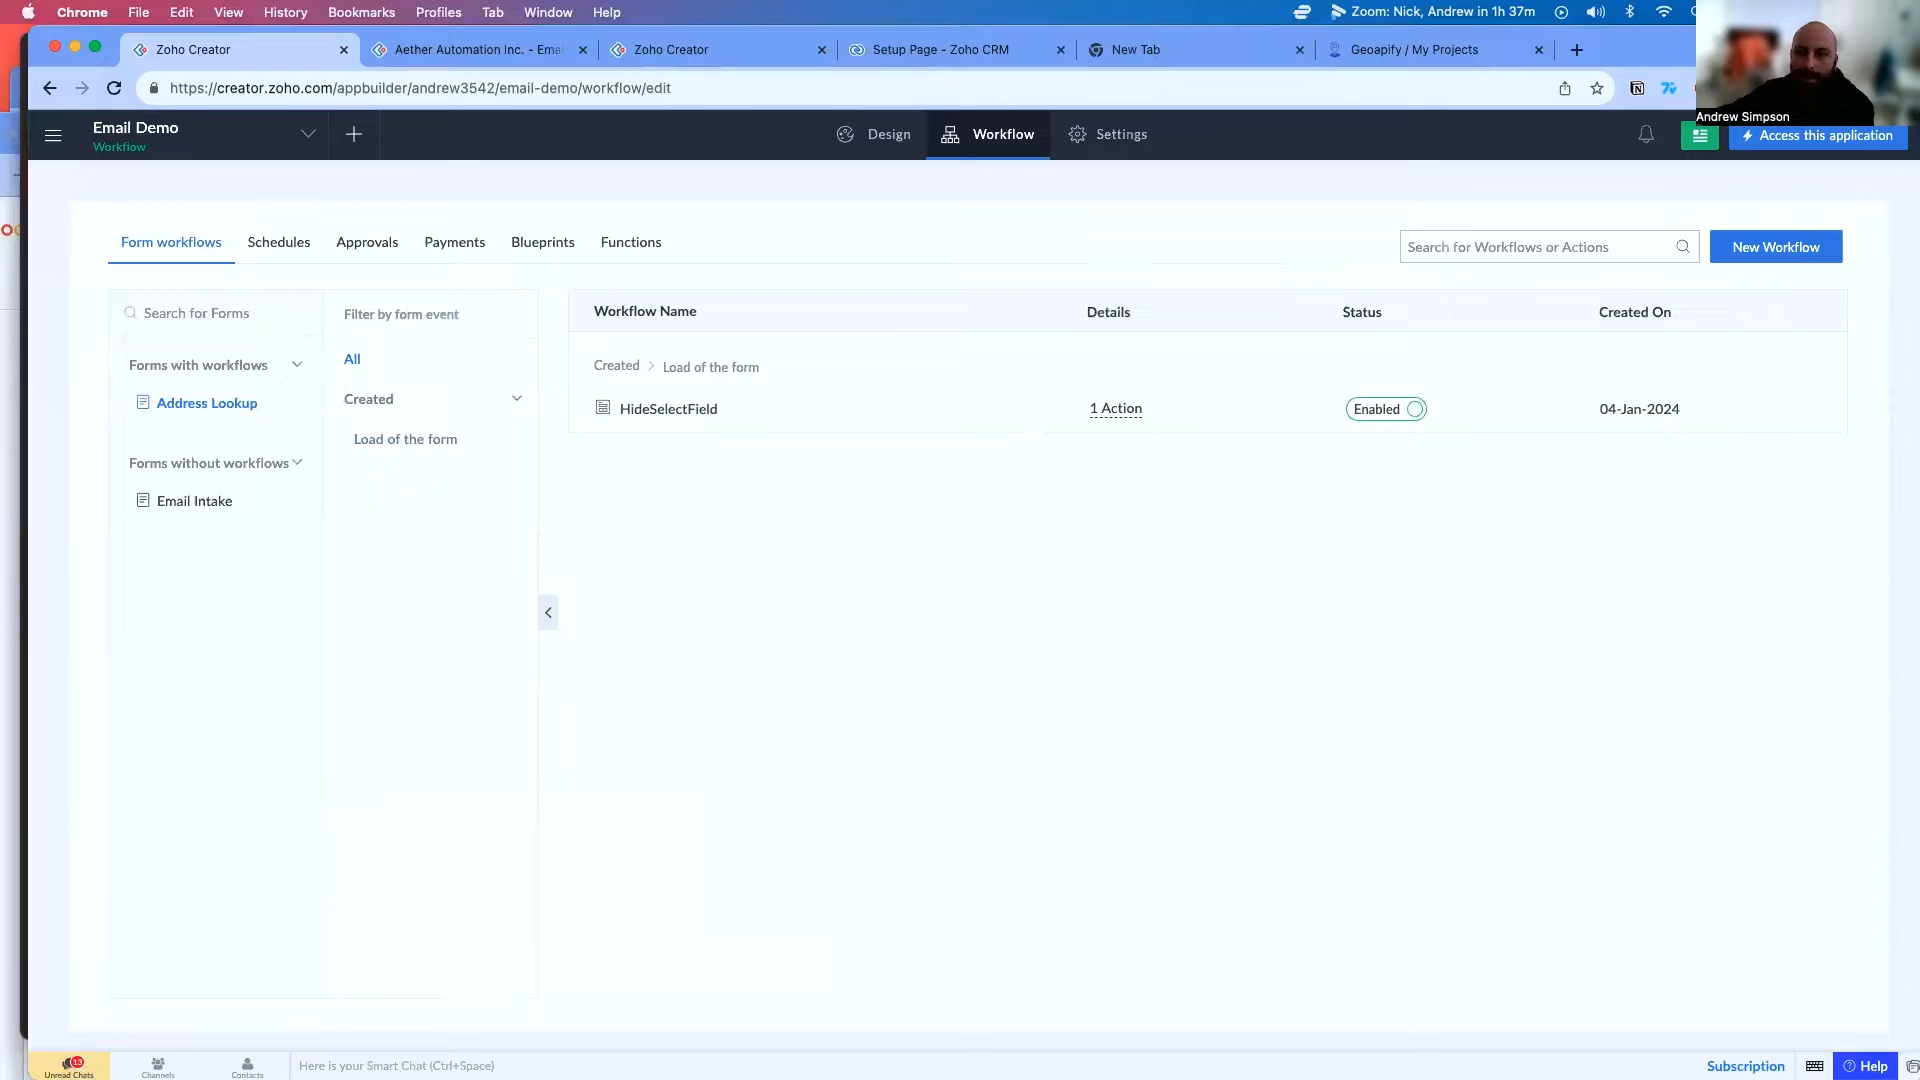 Chrome File Edit View History Bookmarks Profiles Tab Window Help
Zoom: Nick, Andrew in 1h 37m
Zoho Creator
Aether Automation Inc. - Emai
Zoho Creator
Setup Page - Zoho CRM
New Tab
Geoapify / My Projects
https://creator.zoho.com/appbuilder/andrew3542/email-demo/workflow/edit
Andrew Simpson
Email Demo
Workflow
Design
Workflow
Settings
Access this application
Form workflows
Schedules
Approvals
Payments
Blueprints
Functions
Search for Workflows or Actions
New Workflow
Search for Forms
Filter by form event
Workflow Name
Details
Status
Created On
Forms with workflows
All
Created
Load of the form
Address Lookup
Created
HideSelectField
1 Action
Enabled
04-Jan-2024
Load of the form
Forms without workflows
Email Intake
13
Unread Chats
Channels
Contacts
Here is your Smart Chat (Ctrl+Space)
Subscription
Help